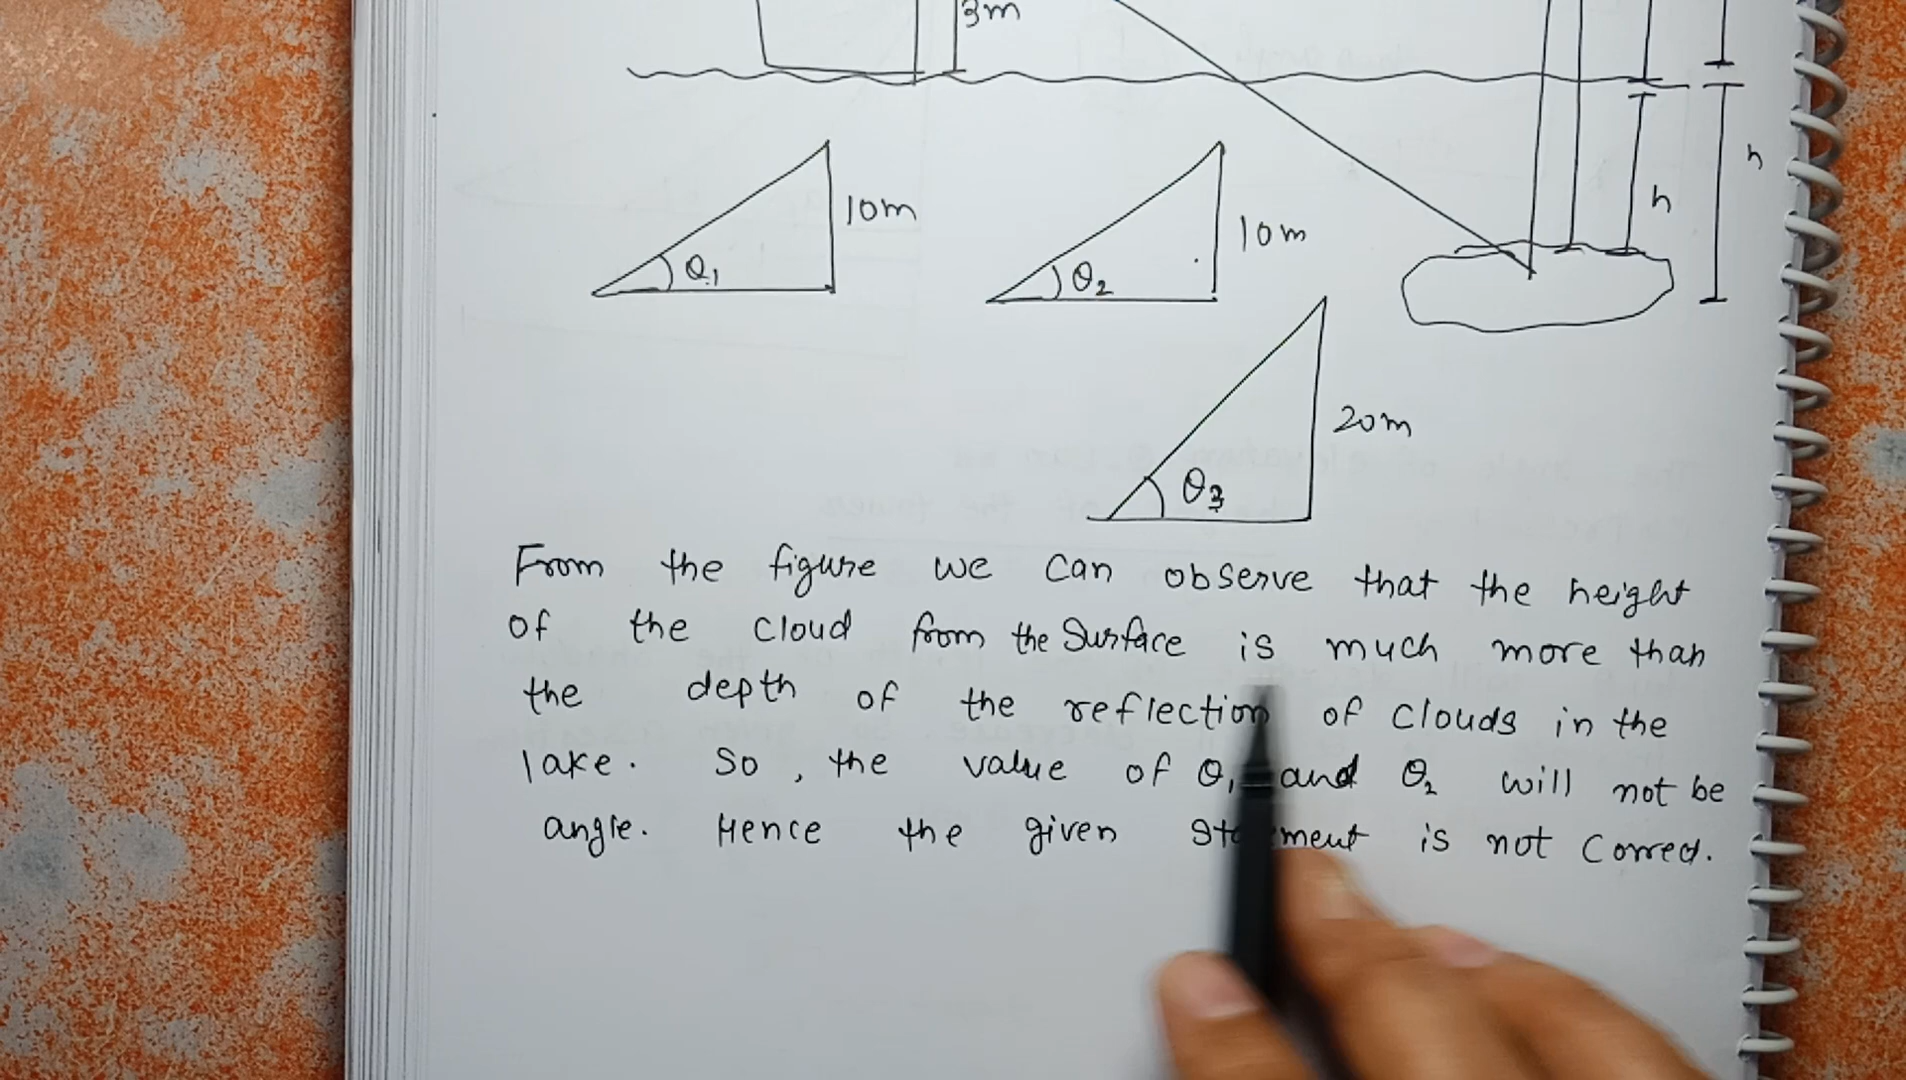 3m
h
10m
h
10m
θ1
θ2
20m
θ3
From the figure we can observe that the height
of the cloud from the Surface is much more than
the depth of the reflection of Clouds in the
lake. So, the value of θ1 and θ2 will not be
angle. Hence the given is not Correct.